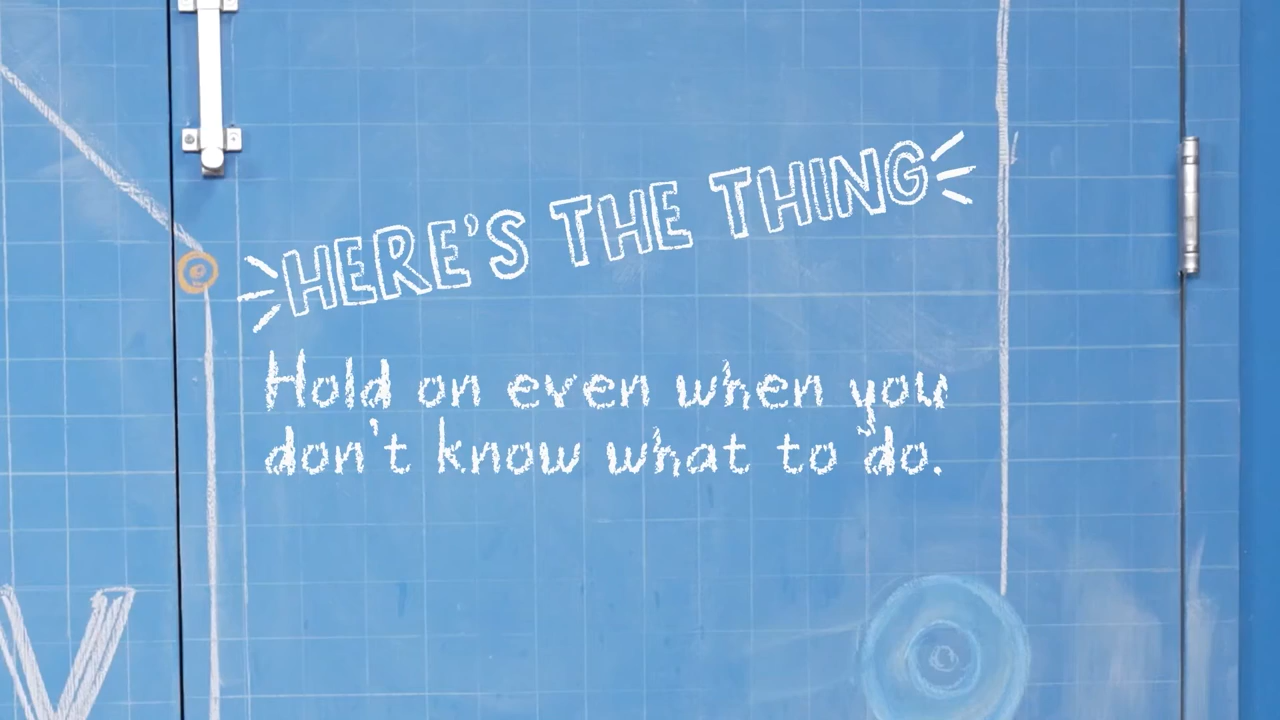 HERE'S THE THING
Hold on even when you
don't know what to do.
V